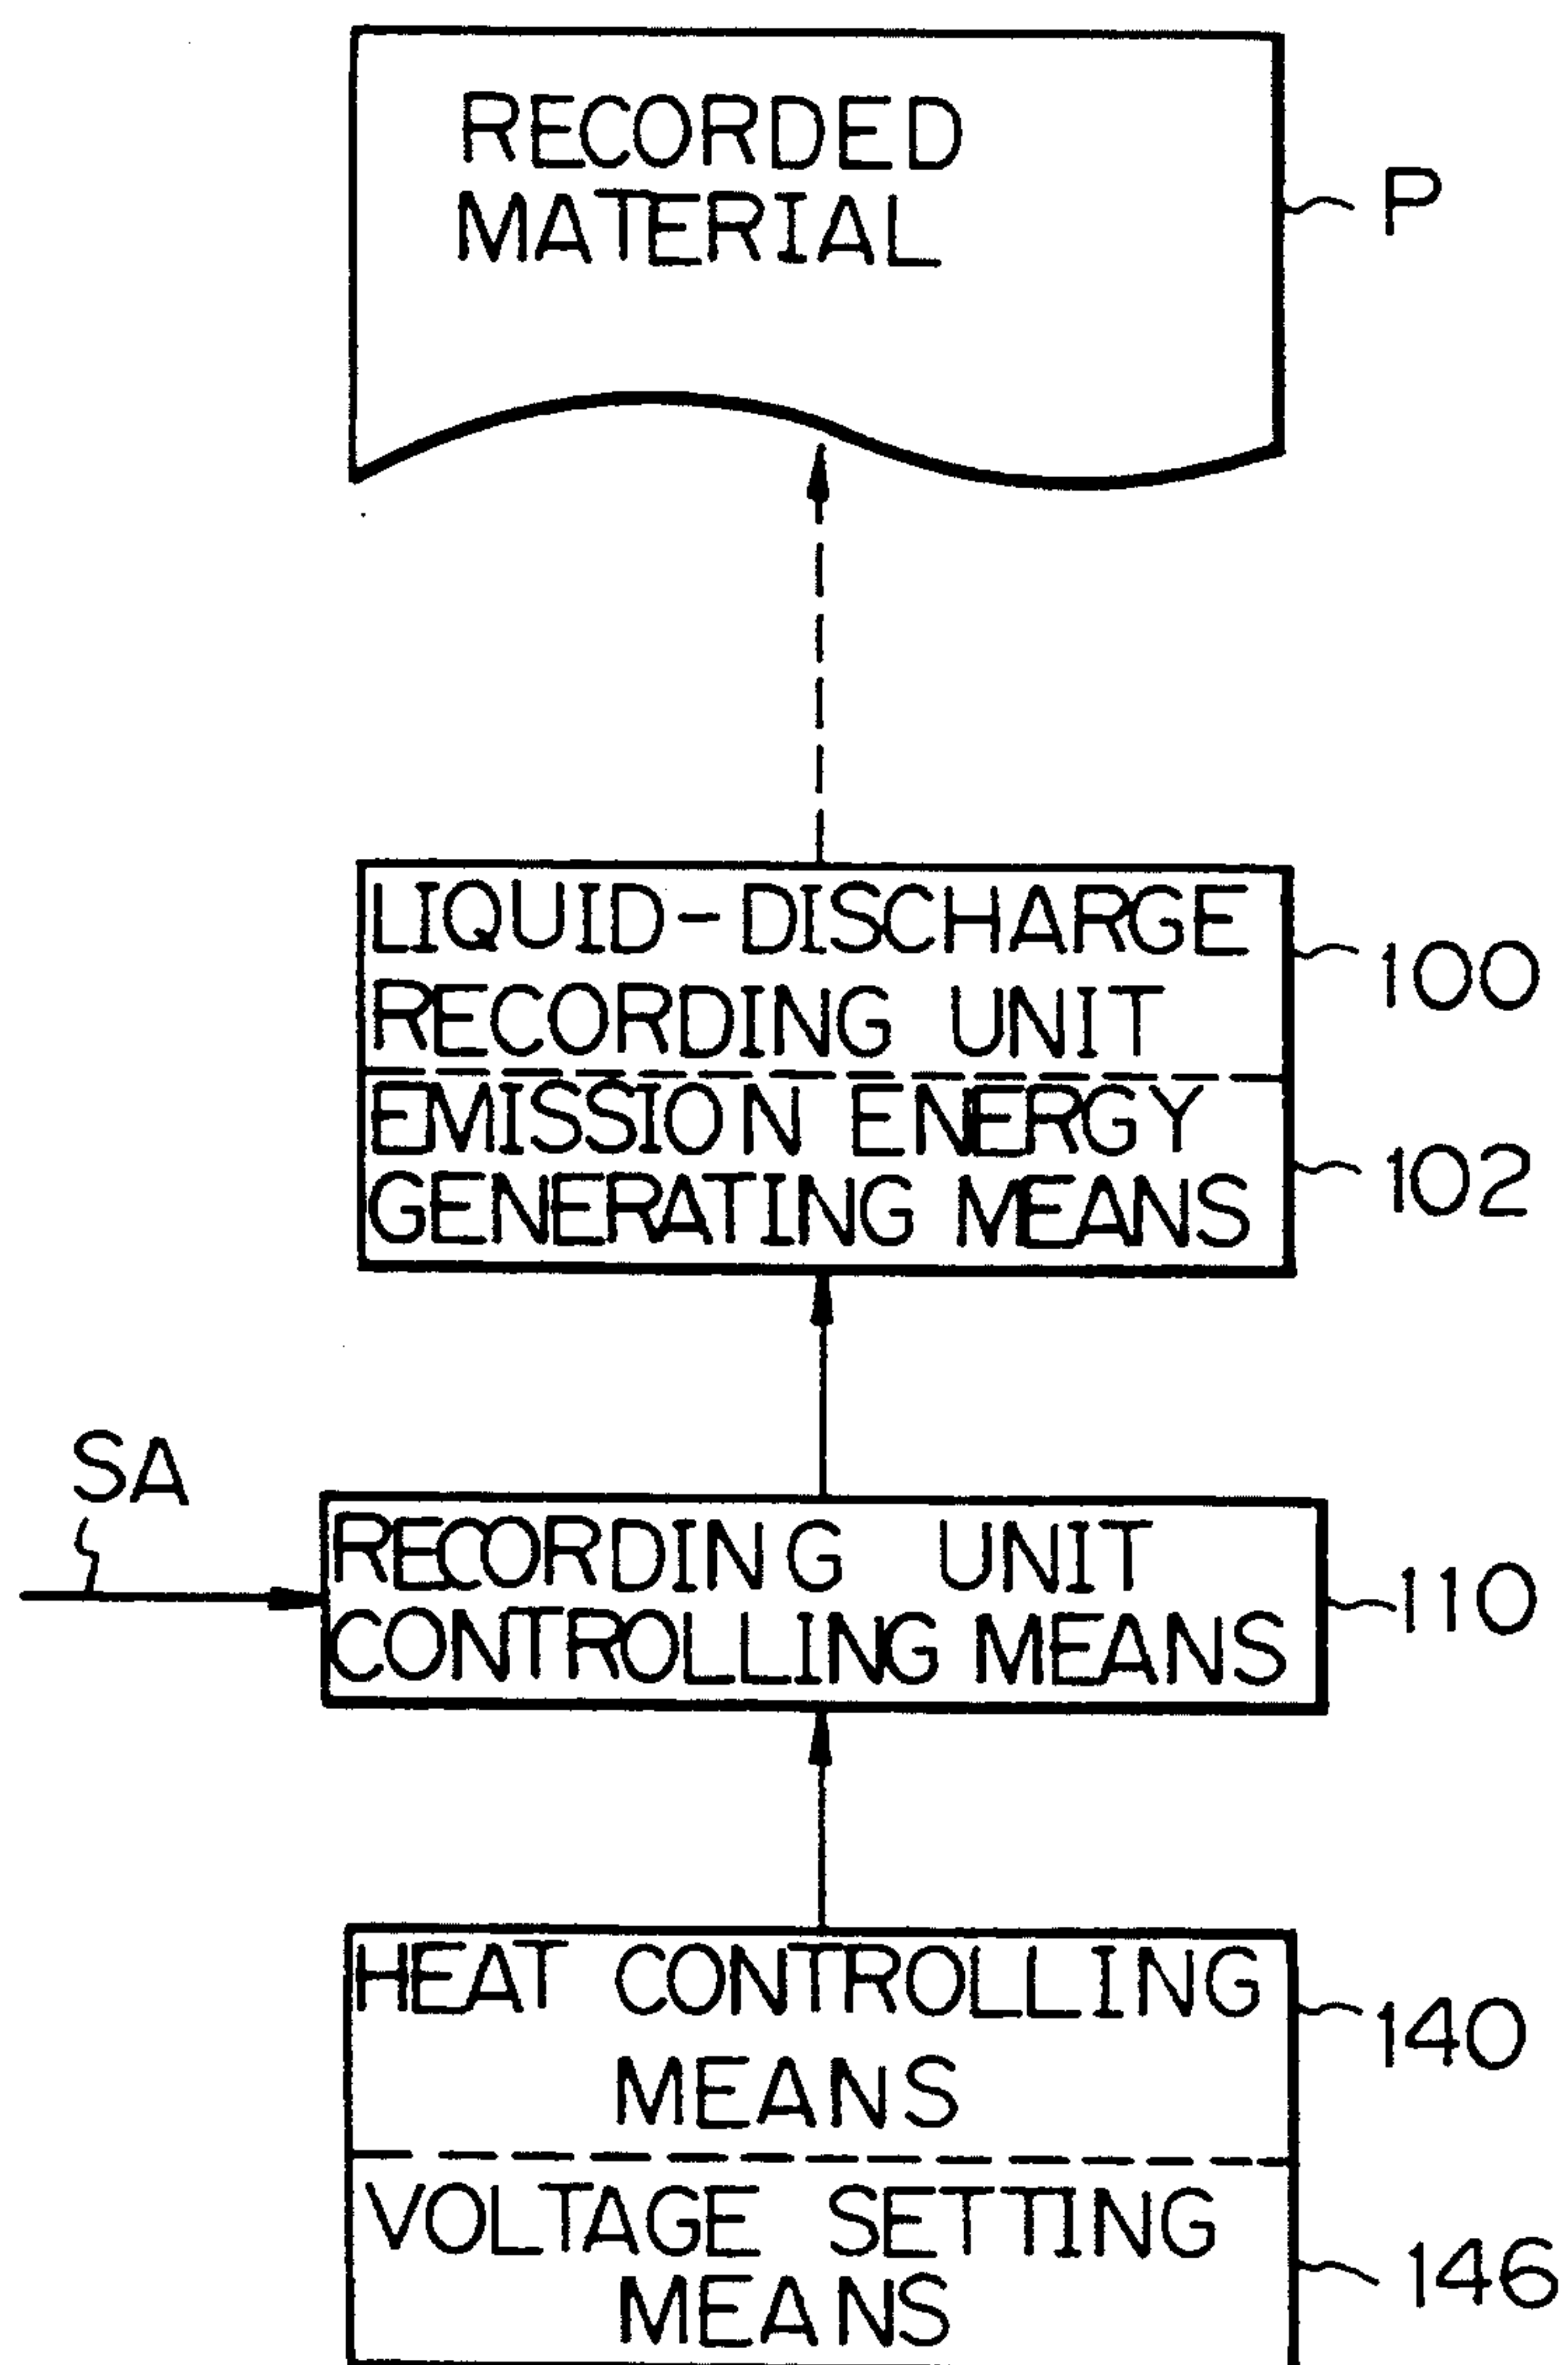 RECORDED
MATERIAL
P
LIQUID-DISCHARGE
RECORDING UNIT
100
EMISSION ENERGY
GENERATING MEANS
102
SA
RECORDING UNIT
CONTROLLING MEANS
110
HEAT CONTROLLING
MEANS
140
VOLTAGE SETTING
MEANS
146